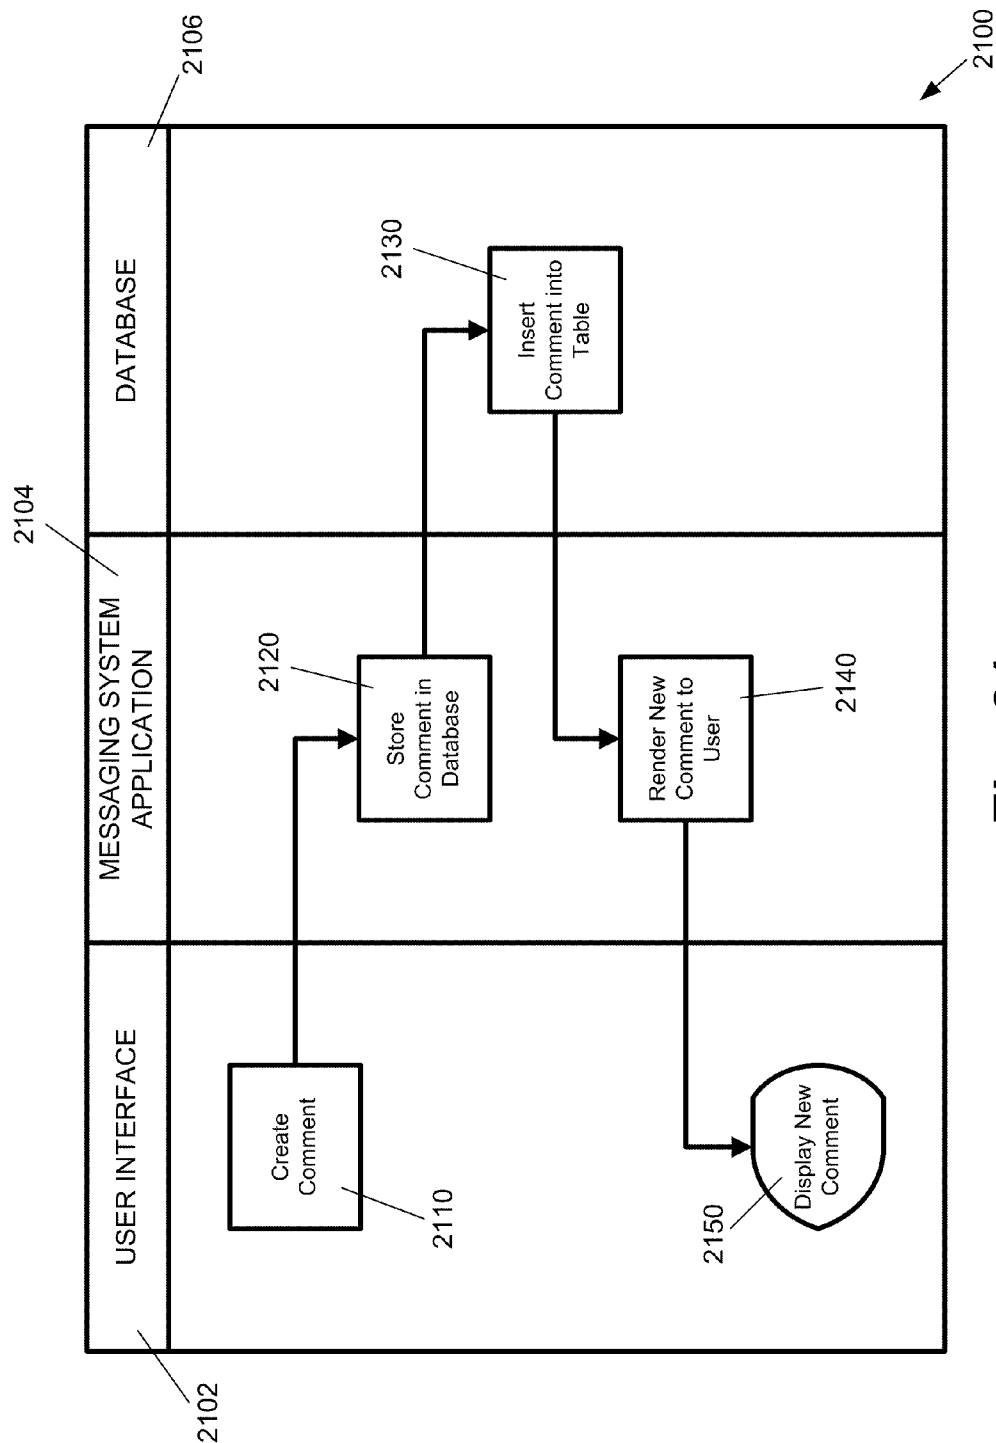 2102
2104
2106
USER INTERFACE
MESSAGING SYSTEM
APPLICATION
DATABASE
Create
Comment
2110
Store
Comment in
Database
2120
Insert
Comment into
Table
2130
Render New
Comment to
User
2140
Display New
Comment
2150
2100